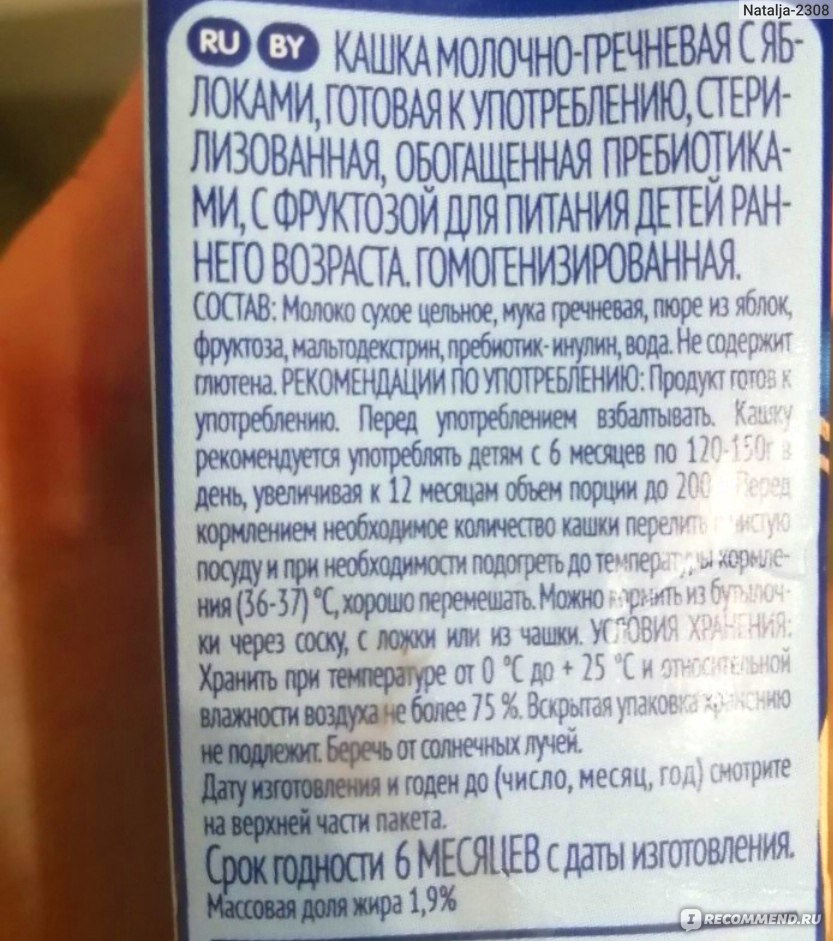 Natalja-2308
RU BY КАШКА МОЛОЧНО-ГРЕЧНЕВАЯ С ЯБ-
ЛОКАМИ, ГОТОВАЯ К УПОТРЕБЛЕНИЮ, СТЕРИ-
ЛИЗОВАННАЯ, ОБОГАЩЕННАЯ ПРЕБИОТИКА-
МИ, С ФРУКТОЗОЙ ДЛЯ ПИТАНИЯ ДЕТЕЙ РАН-
НЕГО ВОЗРАСТА. ГОМОГЕНИЗИРОВАННАЯ.
СОСТАВ: Молоко сухое цельное, мука гречневая, пюре из яблок,
фруктоза, мальтодекстрин, пребиотик- инулин, вода. Не содержит
глютена. РЕКОМЕНДАЦИИ ПО УПОТРЕБЛЕНИЮ: Продукт готов к
употреблению. Перед употреблением взбалтывать. Кашку
рекомендуется употреблять детям с 6 месяцев по 120-150г в
день, увеличивая к 12 месяцам объем порции до 200 Перед
кормлением необходимое количество кашки перелить чистую
посуду и при необходимости подогреть до температуры кормле-
ния (36-37) °С, хорошо перемешать. Можно кормить из бутылоч-
ки через соску, с ложки или из чашки. УСЛОВИЯ ХРАНЕНИЯ:
Хранить при температуре от 0 °С до + 25 °С и относительной
влажности воздуха не более 75 %. Вскрытая упаковка хранению
не подлежит. Беречь от солнечных лучей.
Дату изготовления и годен до (число, месяц, год) смотрите
на верхней части пакета.
Срок годности 6 МЕСЯЦЕВ с даты изготовления.
Массовая доля жира 1,9%
I RECOMMEND.RU